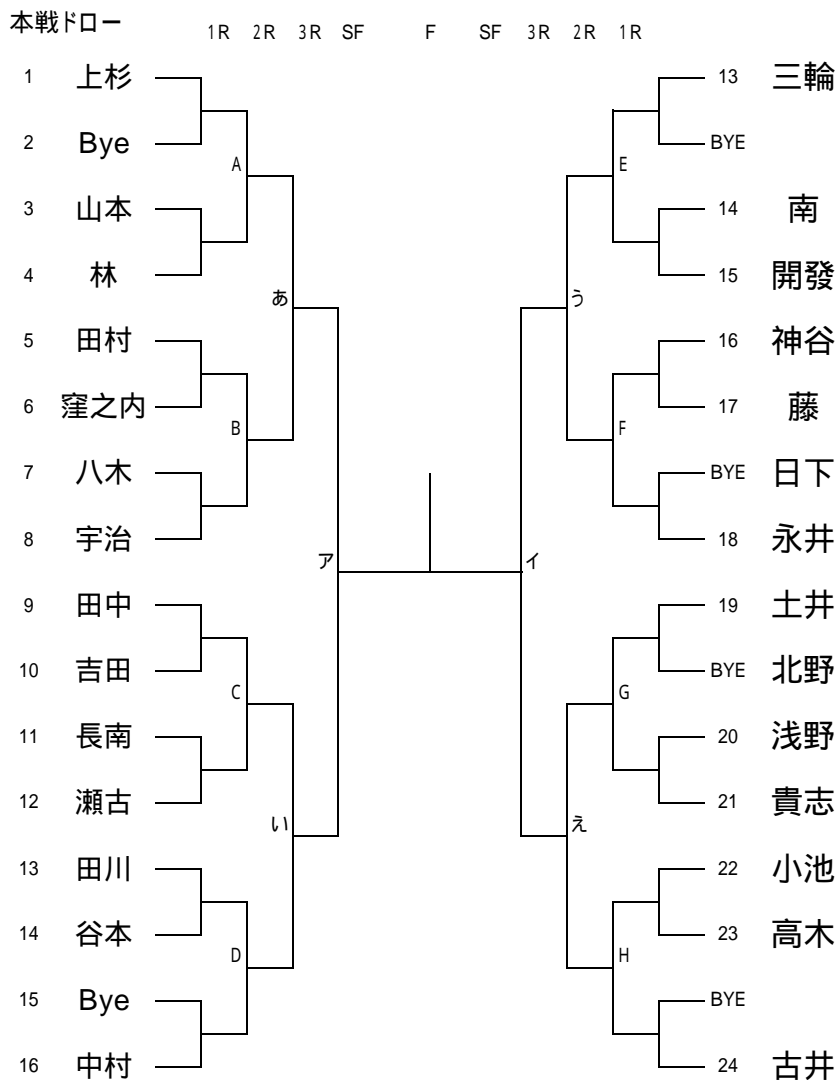 本戦ドロー
1R 2R 3R SF F SF 3R 2R 1R
1 上杉 13 三輪
2 Bye BYE
A E
3 山本 14 南
4 林 15 開發
あ う
5 田村 16 神谷
6 窪之内 17 藤
B F
7 八木 BYE 日下
8 宇治 18 永井
ア イ
9 田中 19 土井
10 吉田 BYE 北野
C G
11 長南 20 浅野
12 瀬古 21 貴志
い え
13 田川 22 小池
14 谷本 23 高木
D H
15 Bye BYE
16 中村 24 古井